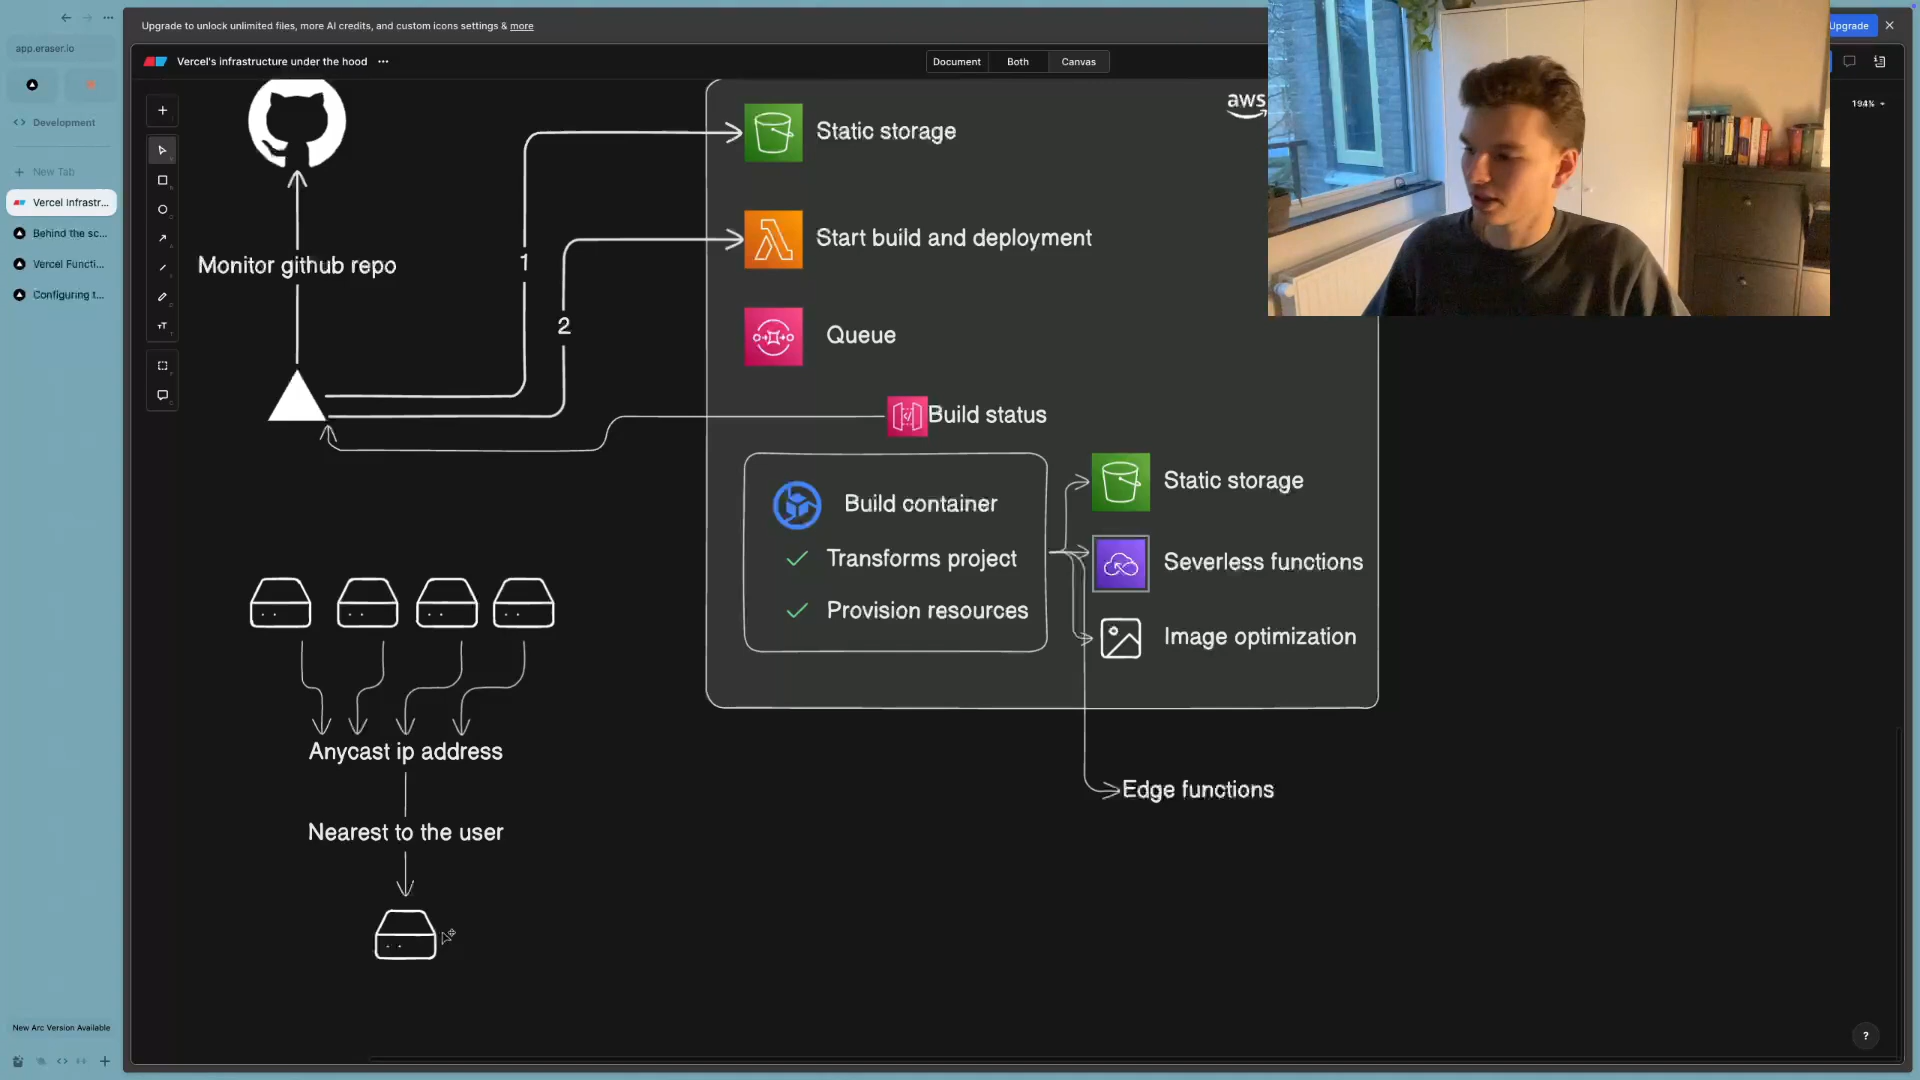 Upgrade to unlock unlimited files, more AI credits, and custom icons settings & more
Upgrade
app.eraser.io
Vercel's infrastructure under the hood
Document
Both
Canvas
194%
Development
New Tab
Vercel Infrastr...
Behind the sc...
Vercel Functi...
Configuring t...
aws
Static storage
Start build and deployment
Monitor github repo
1
2
Queue
Build status
Build container
Transforms project
Provision resources
Static storage
Severless functions
Image optimization
Anycast ip address
Edge functions
Nearest to the user
New Arc Version Available
?